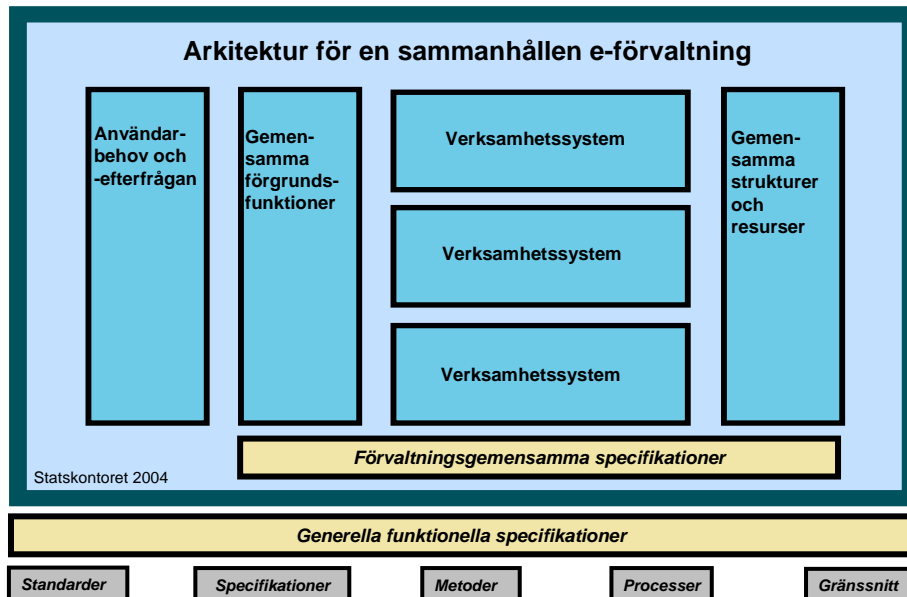 Arkitektur för en sammanhållen e-förvaltning
Användar-
behov och
-efterfrågan
Gemen-
samma
förgrunds-
funktioner
Verksamhetssystem
Verksamhetssystem
Verksamhetssystem
Gemen-
samma
strukturer
och
resurser
Förvaltningsgemensamma specifikationer
Statskontoret 2004
Generella funktionella specifikationer
Standarder
Specifikationer
Metoder
Processer
Gränssnitt